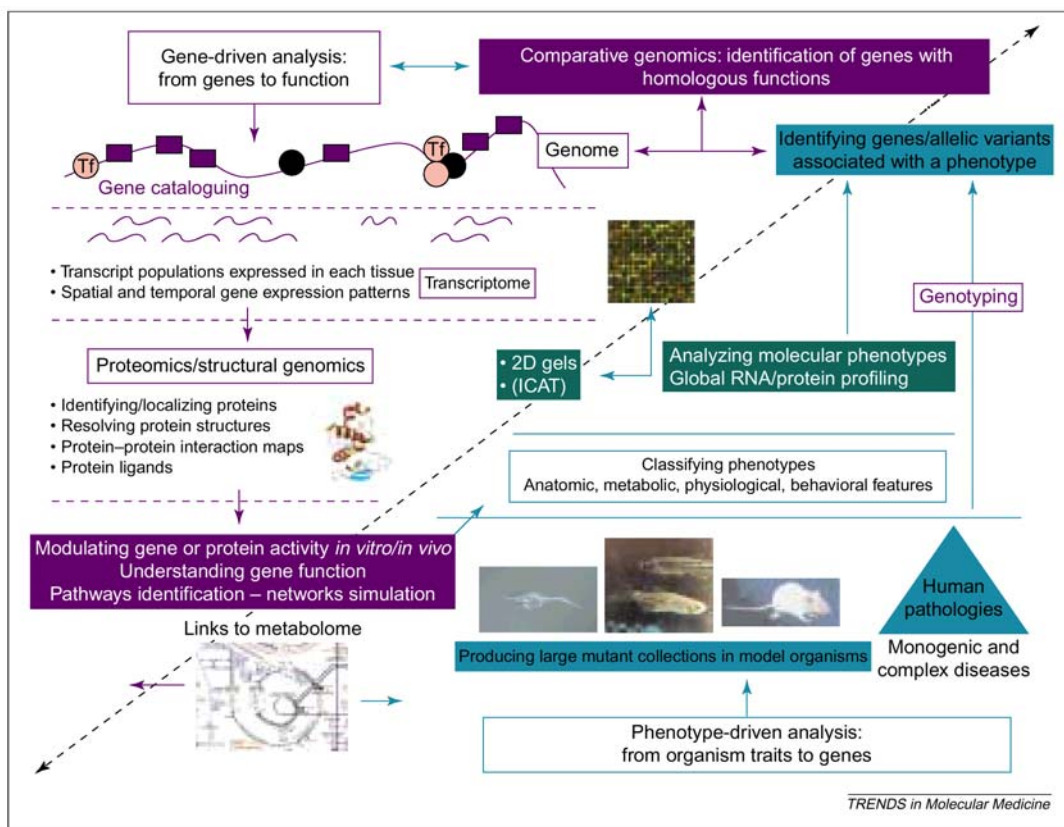 Gene-driven analysis:
from genes to function
Comparative genomics: identification of genes with
homologous functions
Tf
Tf
Genome
Identifying genes/allelic variants
associated with a phenotype
Gene cataloguing
• Transcript populations expressed in each tissue
• Spatial and temporal gene expression patterns
Transcriptome
Genotyping
Proteomics/structural genomics
• 2D gels
• (ICAT)
Analyzing molecular phenotypes
Global RNA/protein profiling
• Identifying/localizing proteins
• Resolving protein structures
• Protein–protein interaction maps
• Protein ligands
Classifying phenotypes
Anatomic, metabolic, physiological, behavioral features
Modulating gene or protein activity in vitro/in vivo
Understanding gene function
Pathways identification – networks simulation
Human
pathologies
Links to metabolome
Producing large mutant collections in model organisms
Monogenic and
complex diseases
Phenotype-driven analysis:
from organism traits to genes
TRENDS in Molecular Medicine